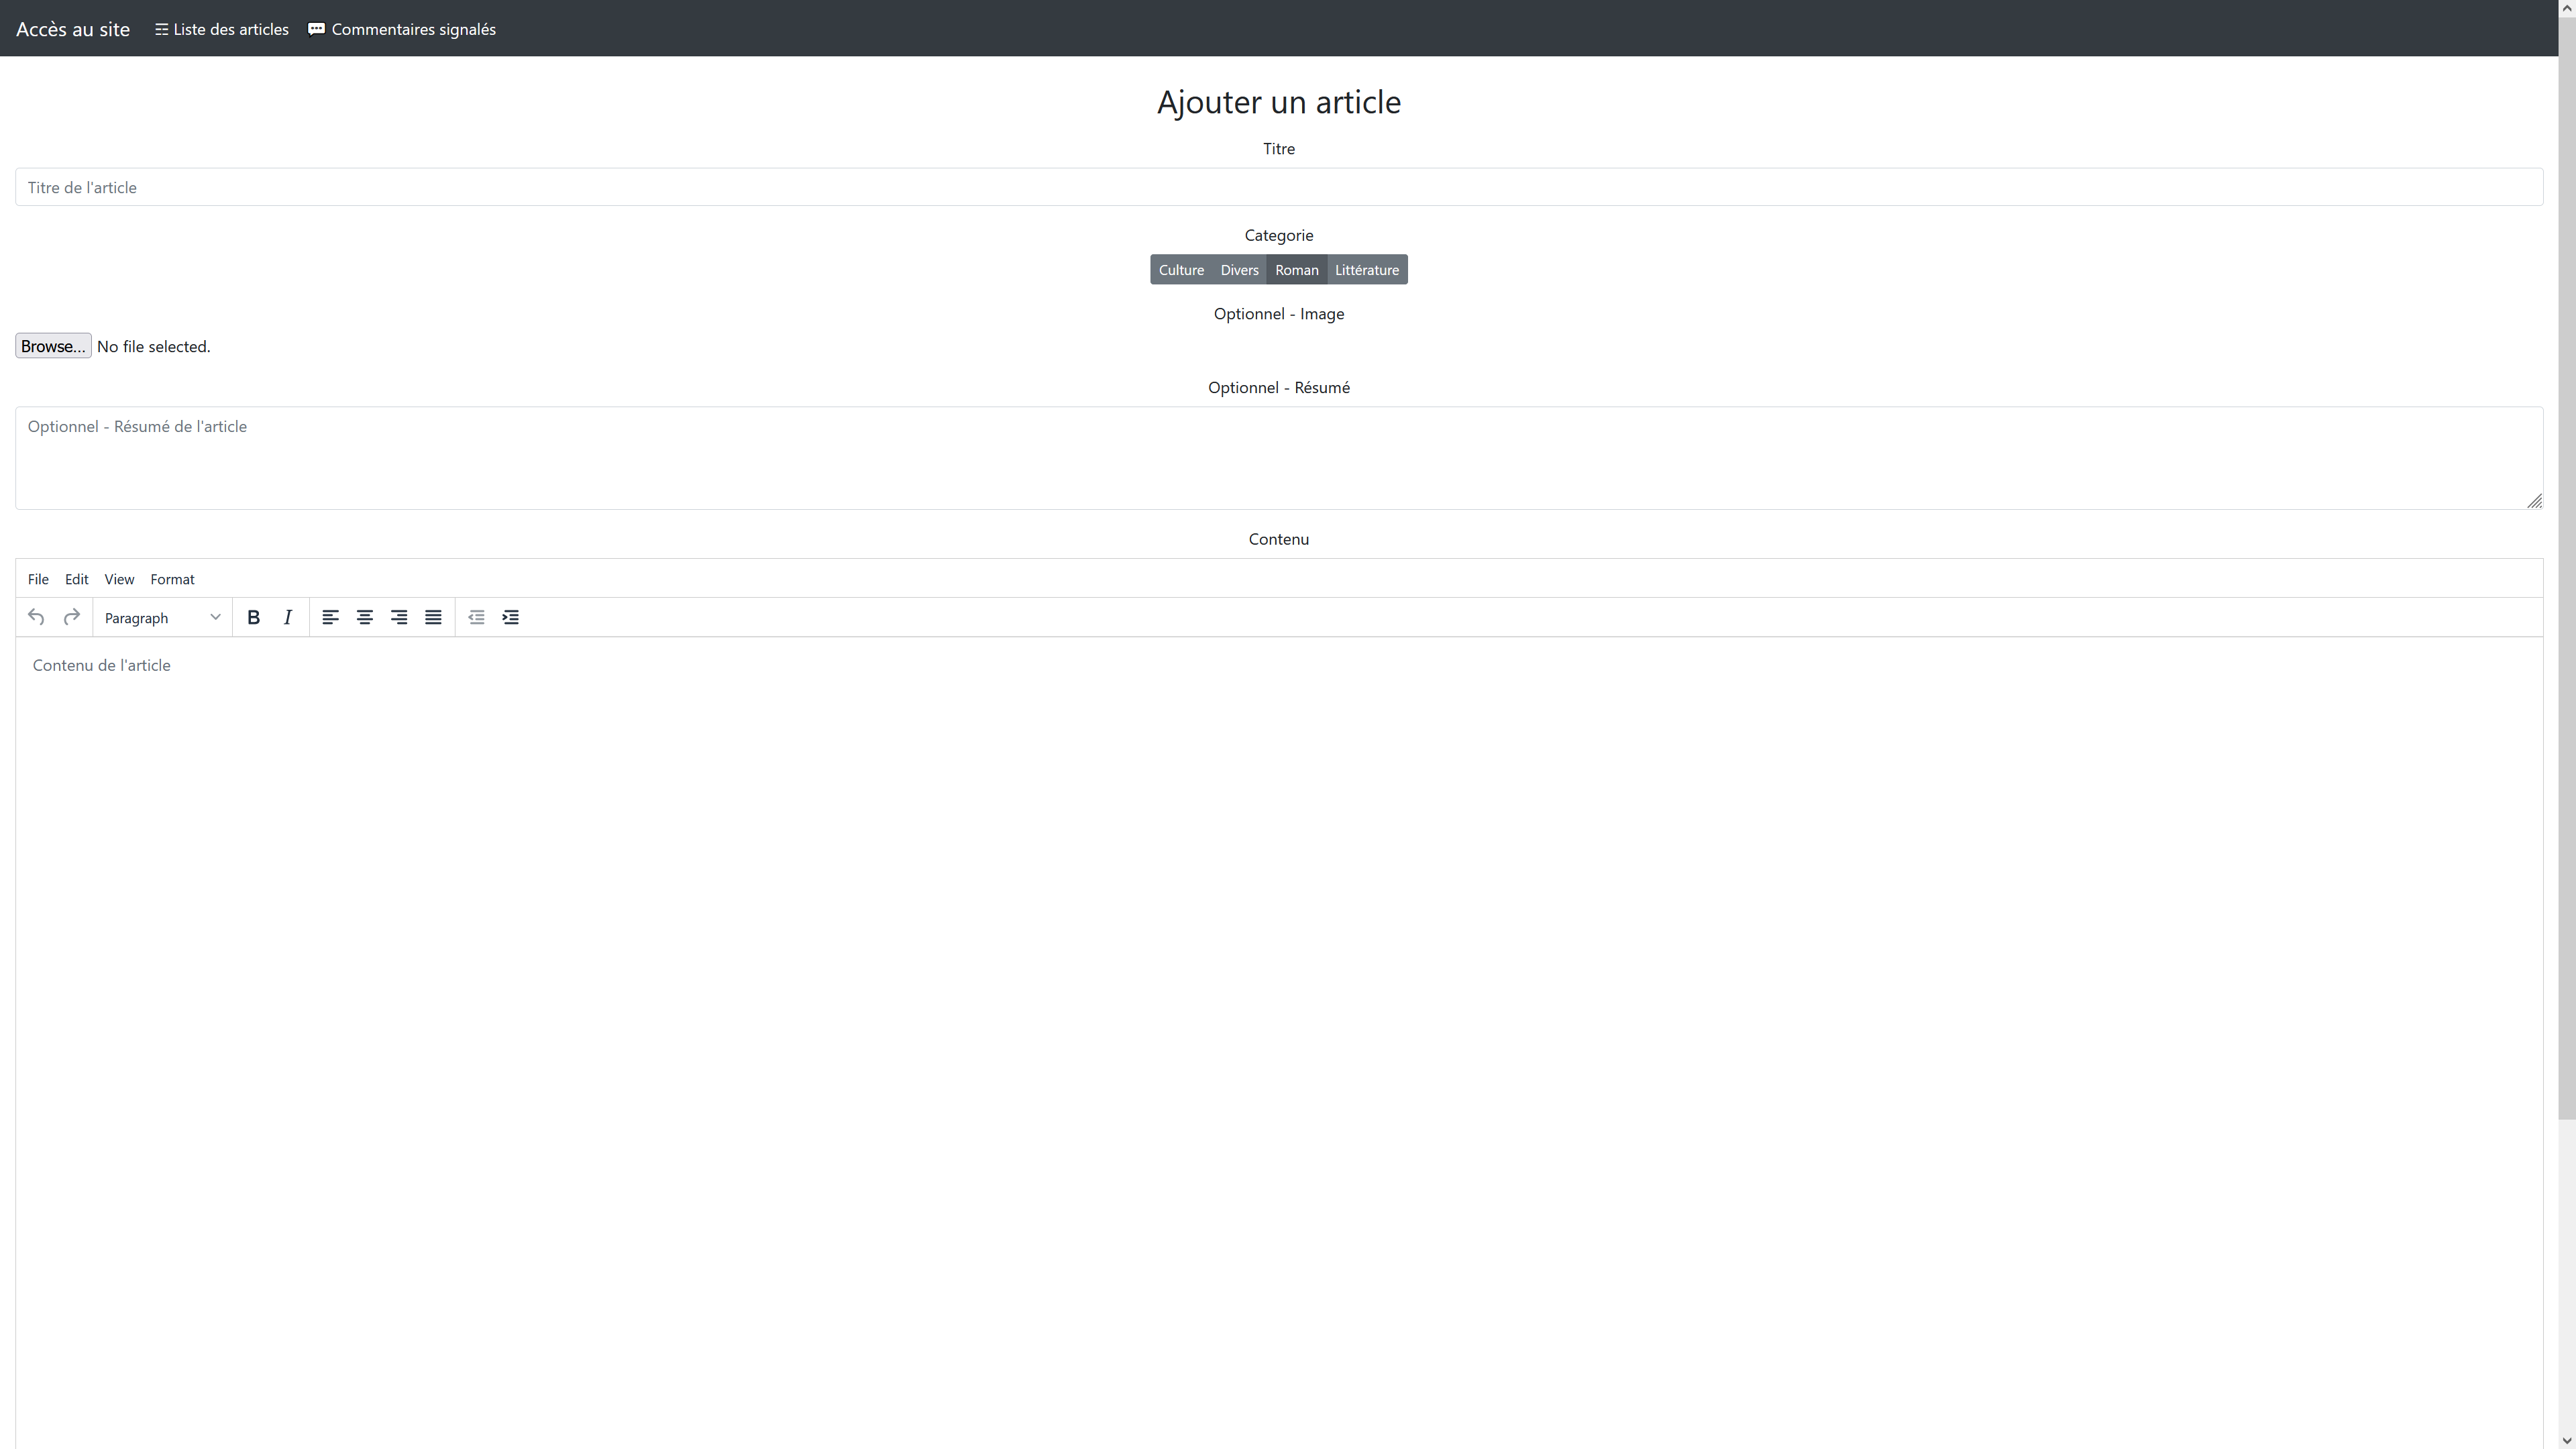 Accès au site ☴ Liste des articles 💬 Commentaires signalés
Ajouter un article
Titre
Titre de l'article
Categorie
Culture Divers Roman Littérature
Optionnel - Image
Browse... No file selected.
Optionnel - Résumé
Optionnel - Résumé de l'article
Contenu
File Edit View Format
Paragraph B I
Contenu de l'article